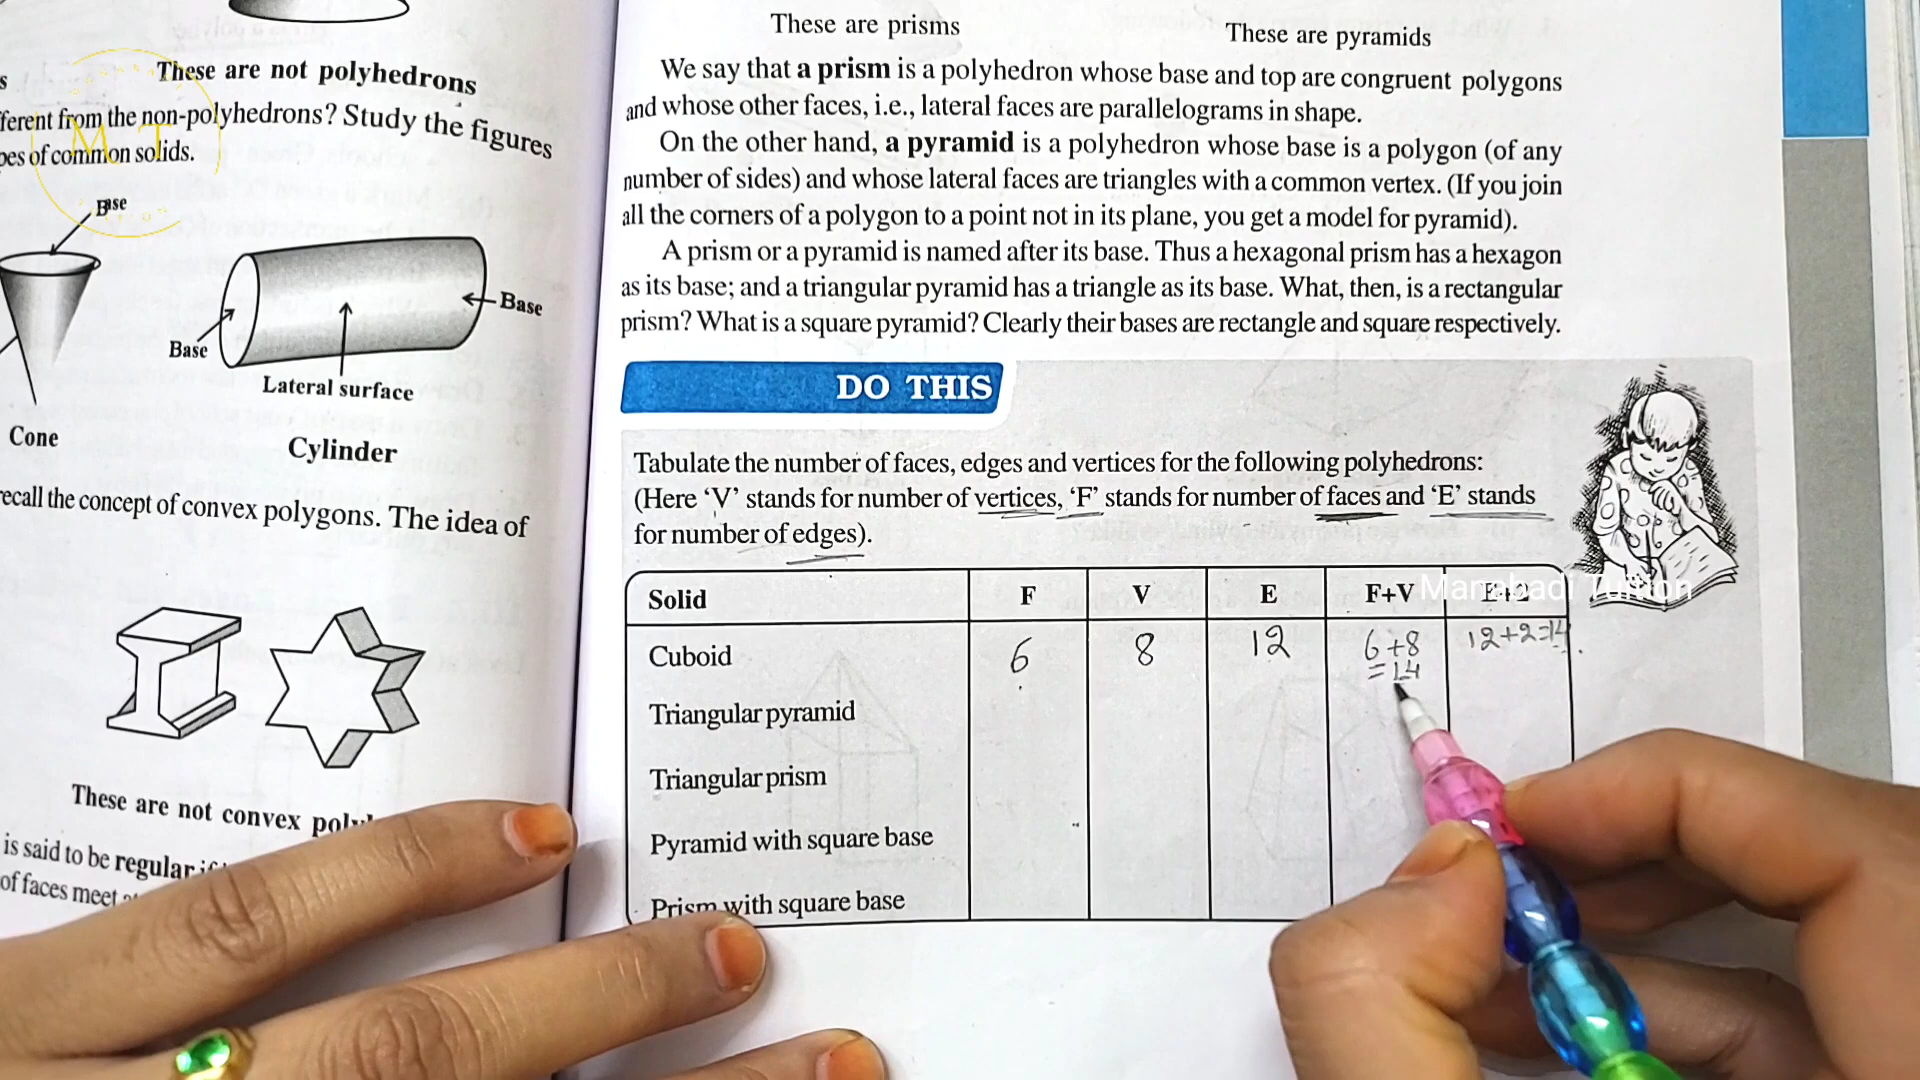 These are not polyhedrons
s
ferent from the non-polyhedrons? Study the figures
pes of common solids.
M T
Base
Base
Base
Lateral surface
Cone
Cylinder
recall the concept of convex polygons. The idea of
These are not convex
is said to be regular
of faces meet
These are prisms
These are pyramids
We say that a prism is a polyhedron whose base and top are congruent polygons
and whose other faces, i.e., lateral faces are parallelograms in shape.
On the other hand, a pyramid is a polyhedron whose base is a polygon (of any
number of sides) and whose lateral faces are triangles with a common vertex. (If you join
all the corners of a polygon to a point not in its plane, you get a model for pyramid).
A prism or a pyramid is named after its base. Thus a hexagonal prism has a hexagon
as its base; and a triangular pyramid has a triangle as its base. What, then, is a rectangular
prism? What is a square pyramid? Clearly their bases are rectangle and square respectively.
DO THIS
Tabulate the number of faces, edges and vertices for the following polyhedrons:
(Here ‘V’ stands for number of vertices, ‘F’ stands for number of faces and ‘E’ stands
for number of edges).
Manabadi Tuition
Solid F V E F+V E+2
Cuboid 6 8 12 6+8 12+2=14
=14
Triangular pyramid
Triangular prism
Pyramid with square base
Prism with square base